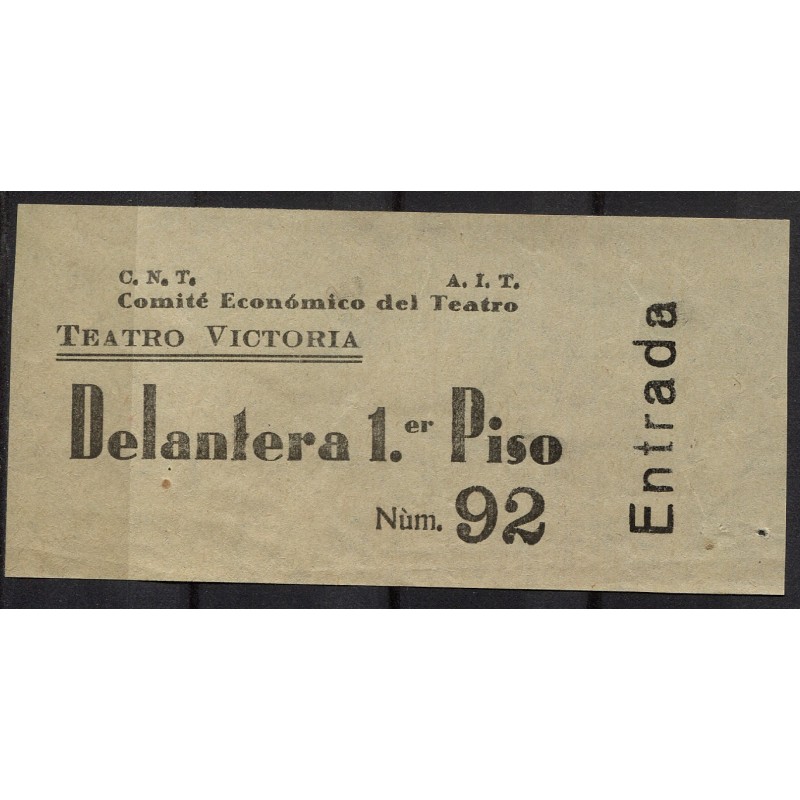 C. N. T. A. I. T.
Comité Económico del Teatro
TEATRO VICTORIA
Delantera 1.er Piso
Nùm. 92
Entrada